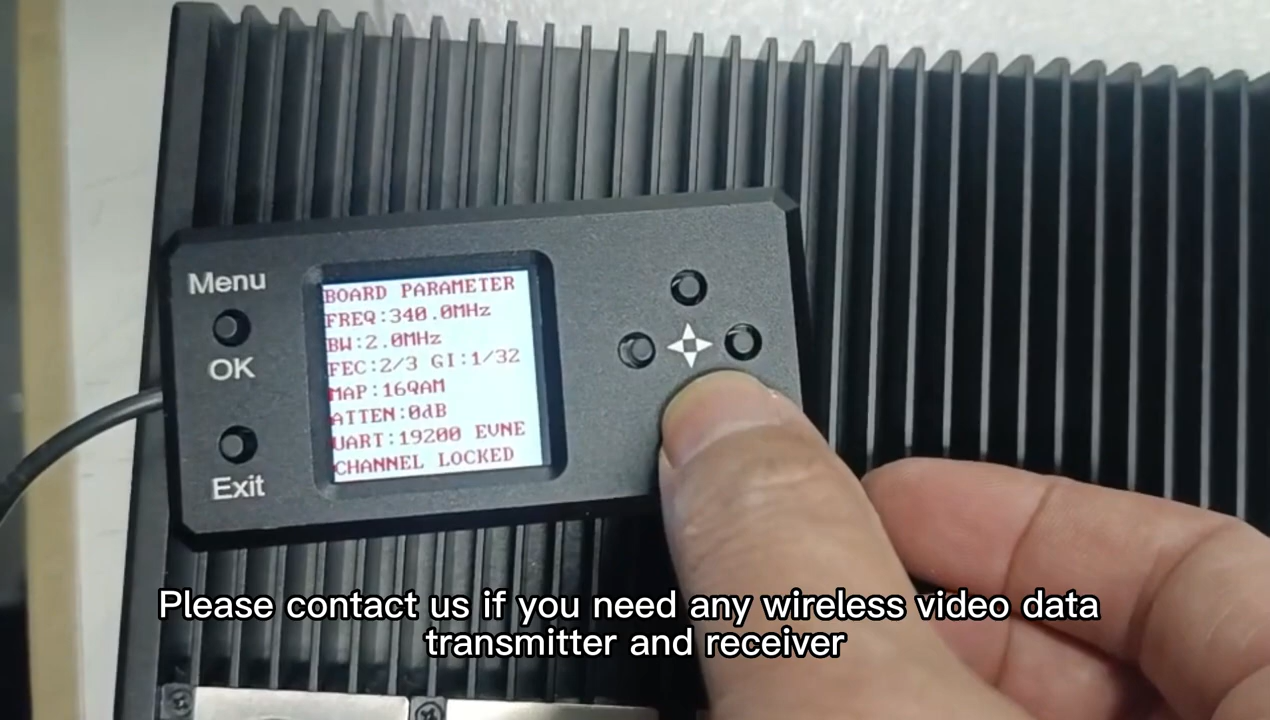 Menu
OK
Exit
BOARD PARAMETER
FREQ:340.0MHz
BW:2.0MHz
FEC:2/3 GI:1/32
MAP:16QAM
ATTEN:0dB
UART:19200 EVNE
CHANNEL LOCKED
Please contact us if you need any wireless video data
transmitter and receiver